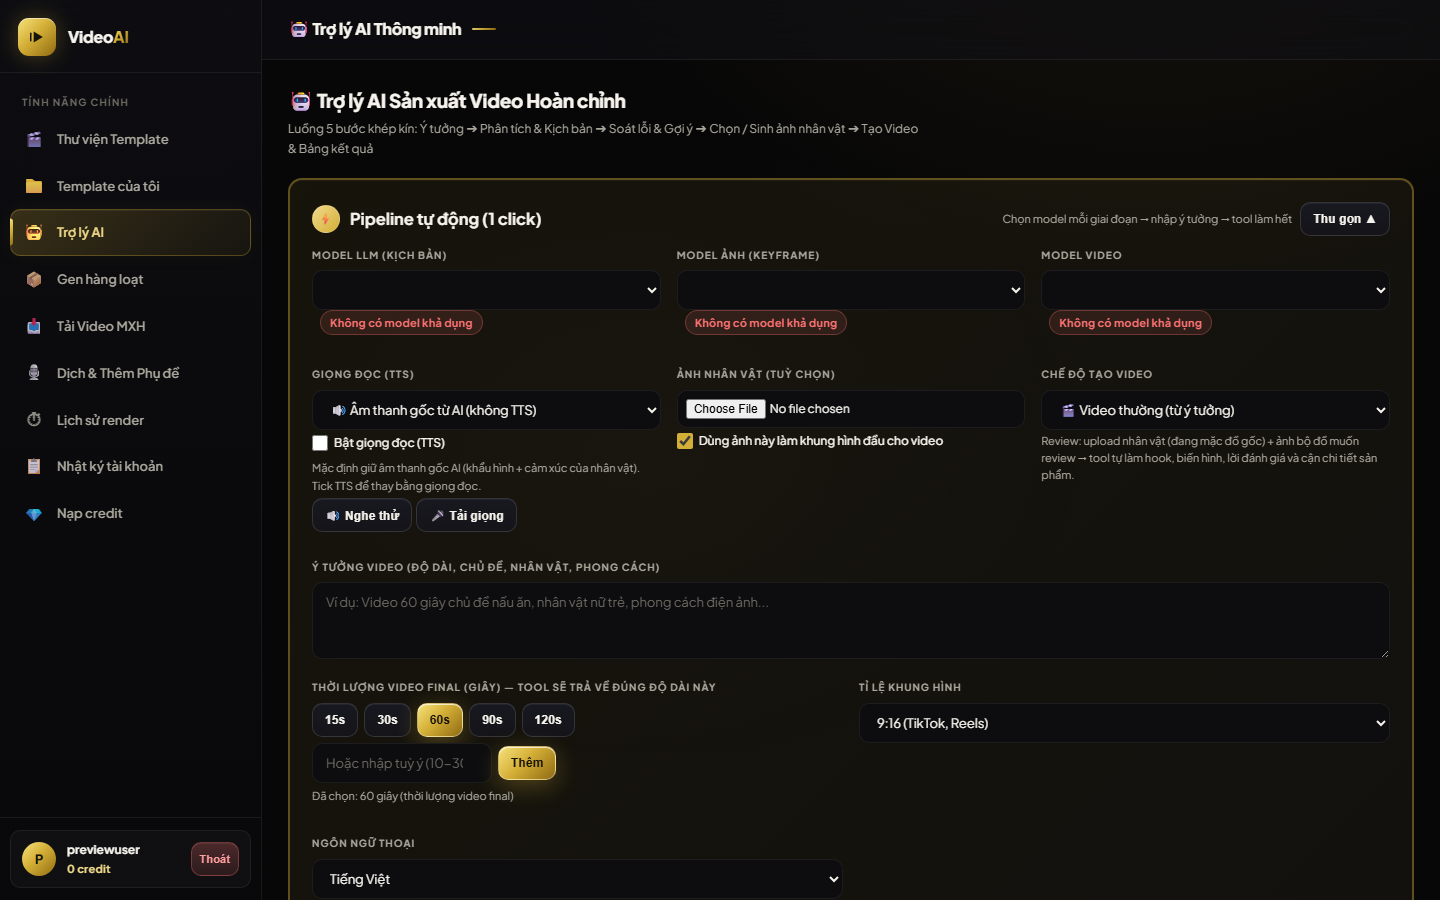 VideoAI
TÍNH NĂNG CHÍNH
Thư viện Template
Template của tôi
Trợ lý AI
Gen hàng loạt
Tải Video MXH
Dịch & Thêm Phụ đề
Lịch sử render
Nhật ký tài khoản
Nạp credit
P
previewuser
0 credit
Thoát
Trợ lý AI Thông minh
Trợ lý AI Sản xuất Video Hoàn chỉnh
Luồng 5 bước khép kín: Ý tưởng → Phân tích & Kịch bản → Soát lỗi & Gợi ý → Chọn / Sinh ảnh nhân vật → Tạo Video
& Bảng kết quả
Pipeline tự động (1 click)
Chọn model mỗi giai đoạn → nhập ý tưởng → tool làm hết
Thu gọn ▲
MODEL LLM (KỊCH BẢN)
MODEL ẢNH (KEYFRAME)
MODEL VIDEO
Không có model khả dụng
Không có model khả dụng
Không có model khả dụng
GIỌNG ĐỌC (TTS)
ẢNH NHÂN VẬT (TUỲ CHỌN)
CHẾ ĐỘ TẠO VIDEO
Âm thanh gốc từ AI (không TTS)
Choose File No file chosen
Video thường (từ ý tưởng)
Bật giọng đọc (TTS)
Dùng ảnh này làm khung hình đầu cho video
Review: upload nhân vật (đang mặc đồ gốc) + ảnh bộ đồ muốn
review → tool tự làm hook, biến hình, lời đánh giá và cận chi tiết sản
phẩm.
Mặc định giữ âm thanh gốc AI (khẩu hình + cảm xúc của nhân vật).
Tick TTS để thay bằng giọng đọc.
Nghe thử
Tải giọng
Ý TƯỞNG VIDEO (ĐỘ DÀI, CHỦ ĐỀ, NHÂN VẬT, PHONG CÁCH)
Ví dụ: Video 60 giây chủ đề nấu ăn, nhân vật nữ trẻ, phong cách điện ảnh...
THỜI LƯỢNG VIDEO FINAL (GIÂY) — TOOL SẼ TRẢ VỀ ĐÚNG ĐỘ DÀI NÀY
TỈ LỆ KHUNG HÌNH
15s
30s
60s
90s
120s
9:16 (TikTok, Reels)
Hoặc nhập tuỳ ý (10–30
Thêm
Đã chọn: 60 giây (thời lượng video final)
NGÔN NGỮ THOẠI
Tiếng Việt